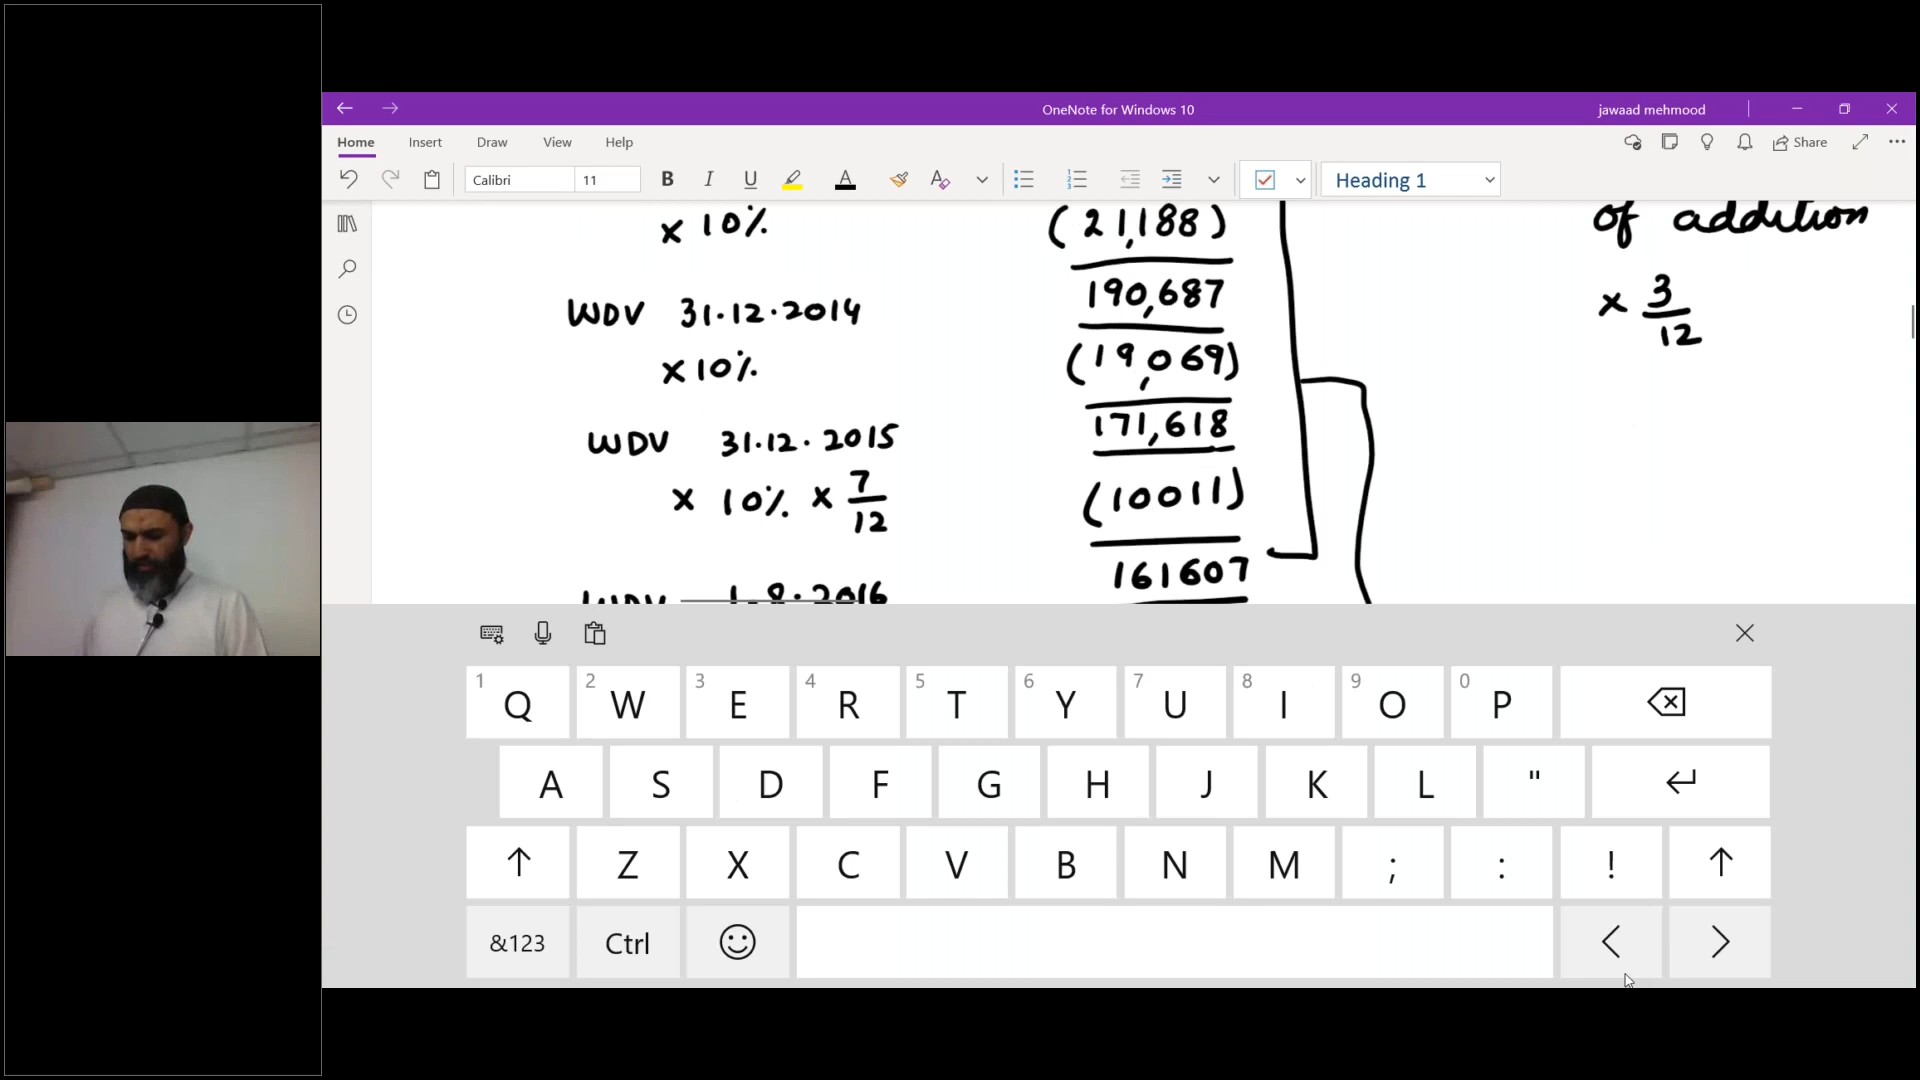 OneNote for Windows 10
jawaad mehmood
Home Insert Draw View Help
Share
Calibri 11 B I U A A Heading 1
of addition
x 10% (21,188)
190,687
x 3/12
WDV 31.12.2014
x 10% (19,069)
171,618
WDV 31.12.2015
x 10% x 7/12 (10011)
161607
WDV 1.8.2016
1 Q 2 W 3 E 4 R 5 T 6 Y 7 U 8 I 9 O 0 P
A S D F G H J K L "
Z X C V B N M ; : !
&123 Ctrl